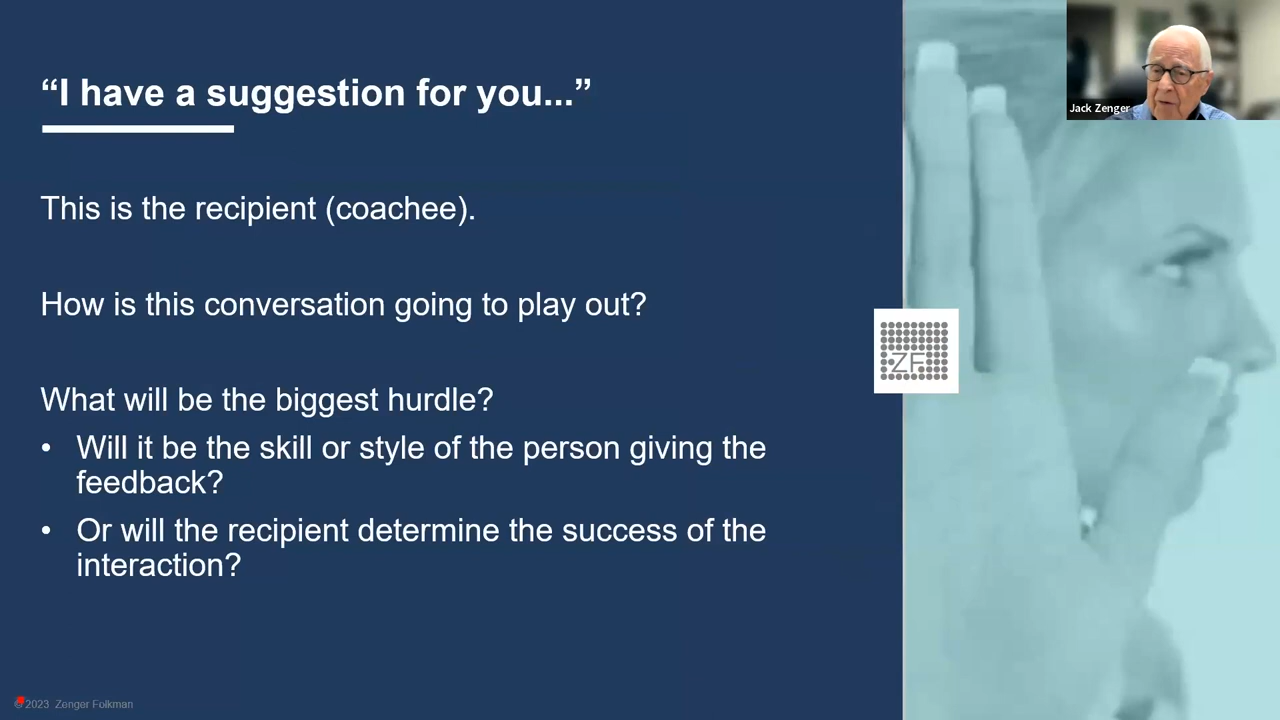 “I have a suggestion for you...”
Jack Zenger
This is the recipient (coachee).
How is this conversation going to play out?
ZF
What will be the biggest hurdle?
• Will it be the skill or style of the person giving the
feedback?
• Or will the recipient determine the success of the
interaction?
© 2023 Zenger Folkman